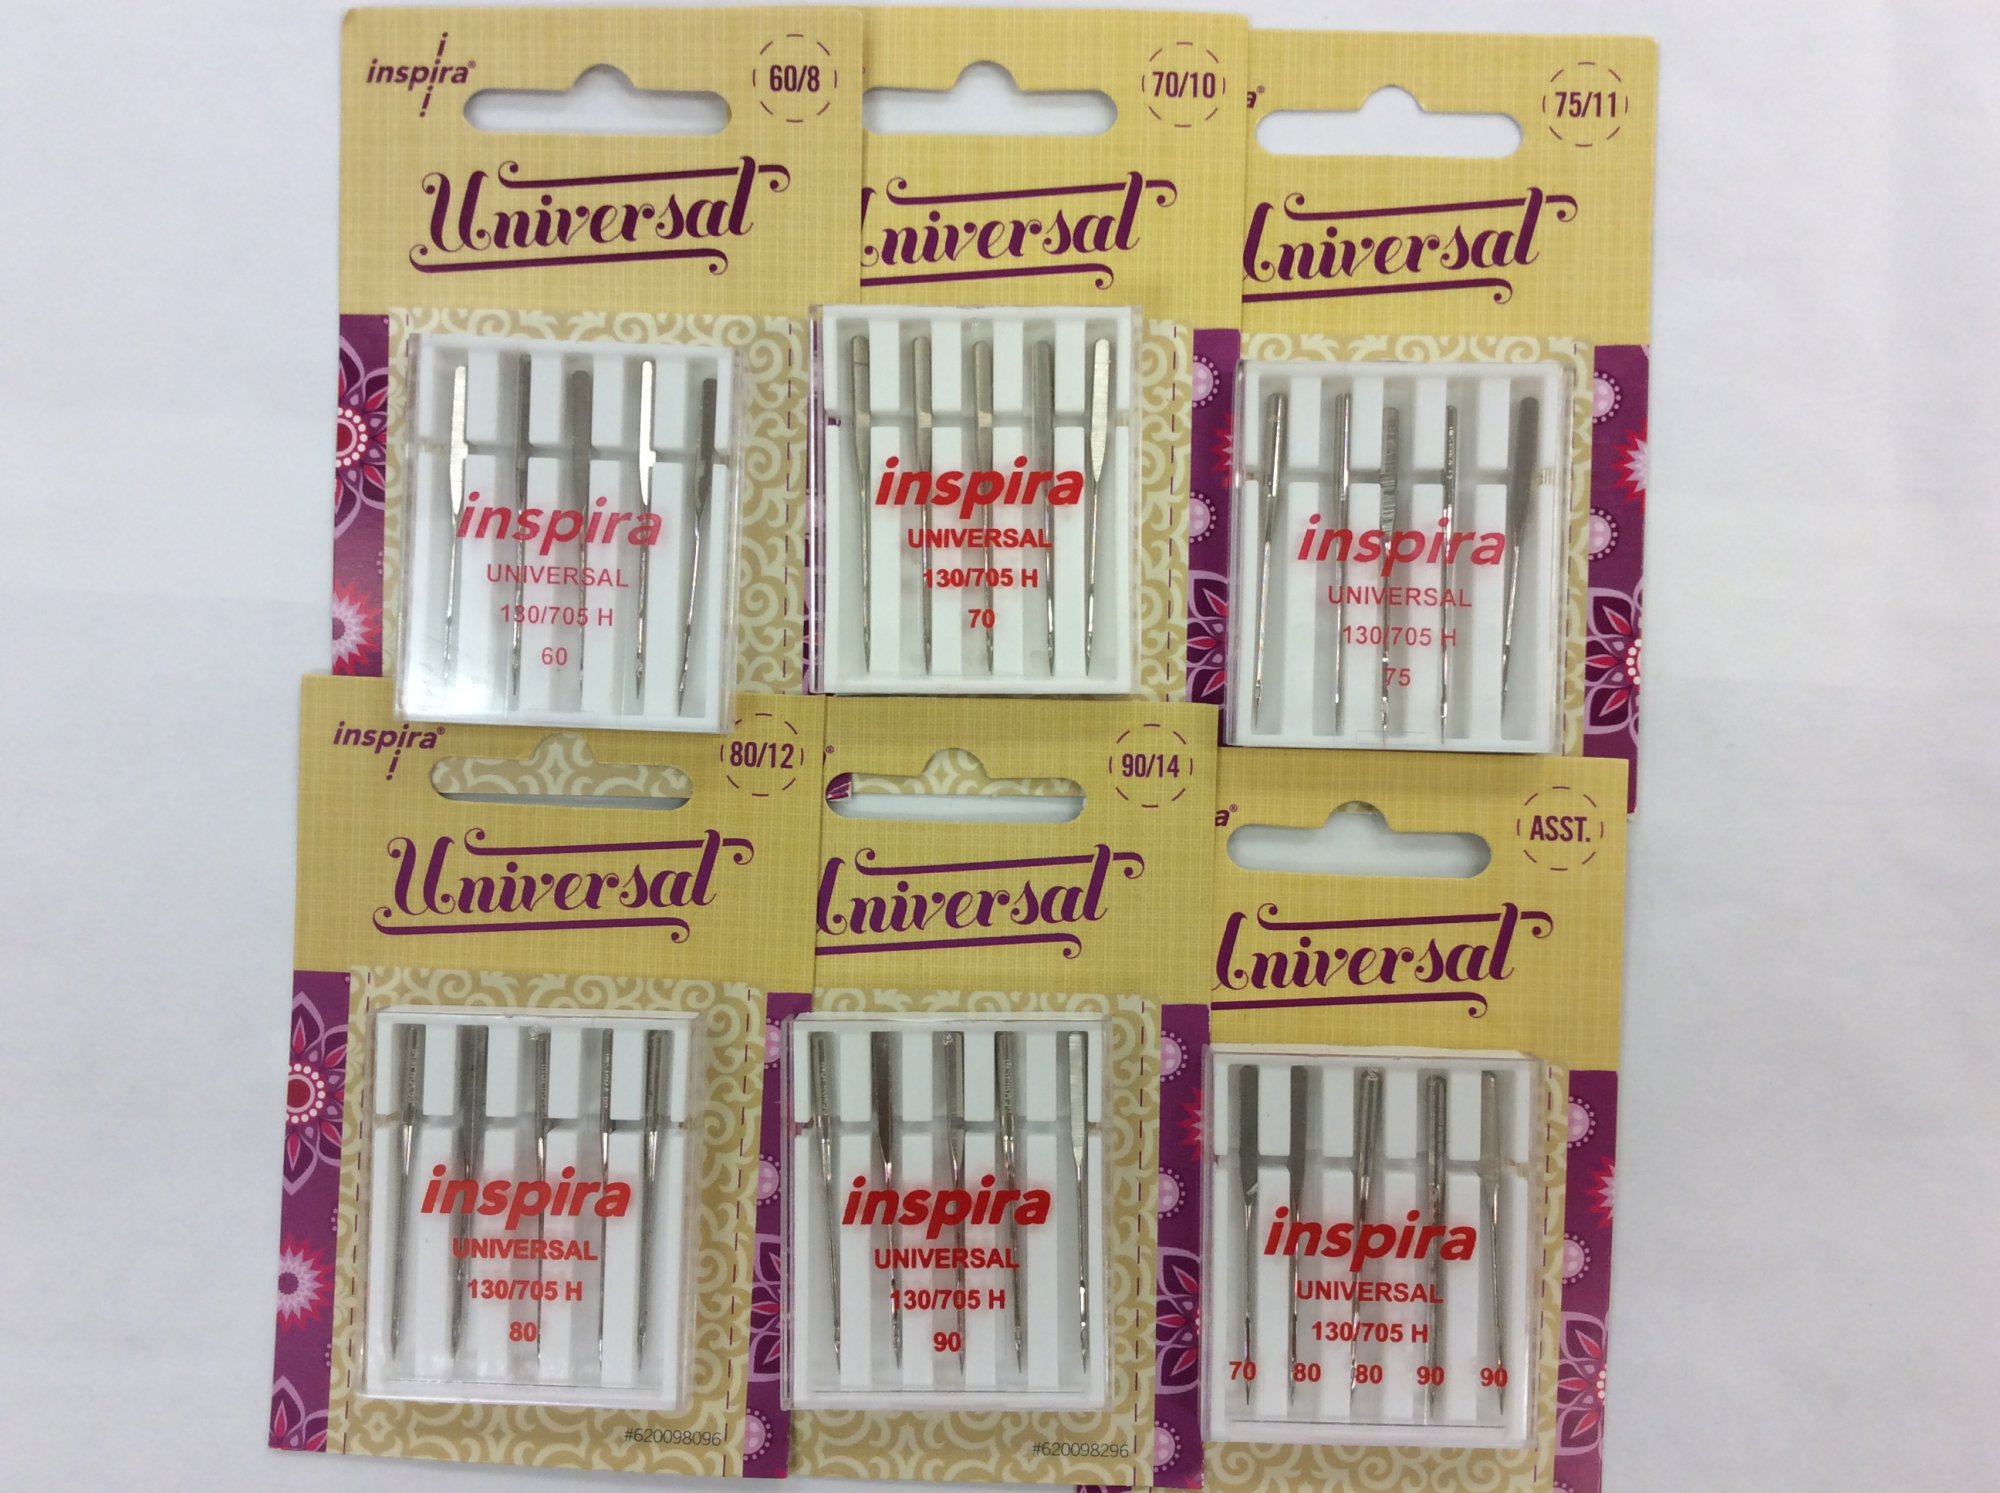 inspira®
60/8
Universal
inspira
UNIVERSAL
130/705 H
60
70/10
niversal
inspira
UNIVERSAL
130/705 H
70
a®
75/11
Universal
inspira
UNIVERSAL
130/705 H
75
inspira®
80/12
Universal
inspira
UNIVERSAL
130/705 H
80
#620098096
90/14
Universal
inspira
UNIVERSAL
130/705 H
90
#620098296
a®
ASST.
Universal
inspira
UNIVERSAL
130/705 H
70 80 80 90 90